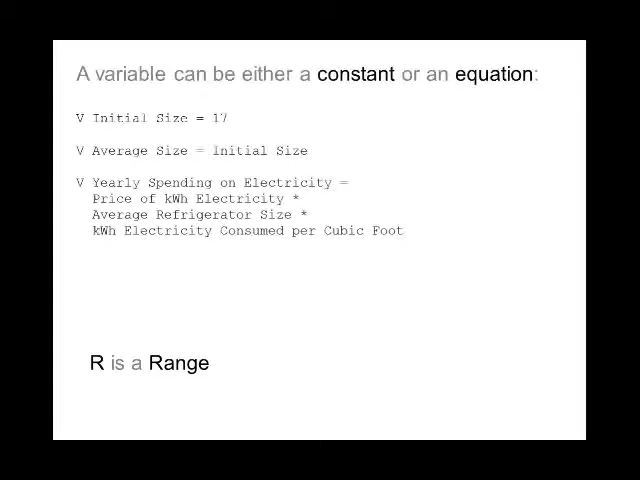 A variable can be either a constant or an equation:
V Initial Size = 17
V Average Size = Initial Size
V Yearly Spending on Electricity =
Price of kWh Electricity *
Average Refrigerator Size *
kWh Electricity Consumed per Cubic Foot
R is a Range